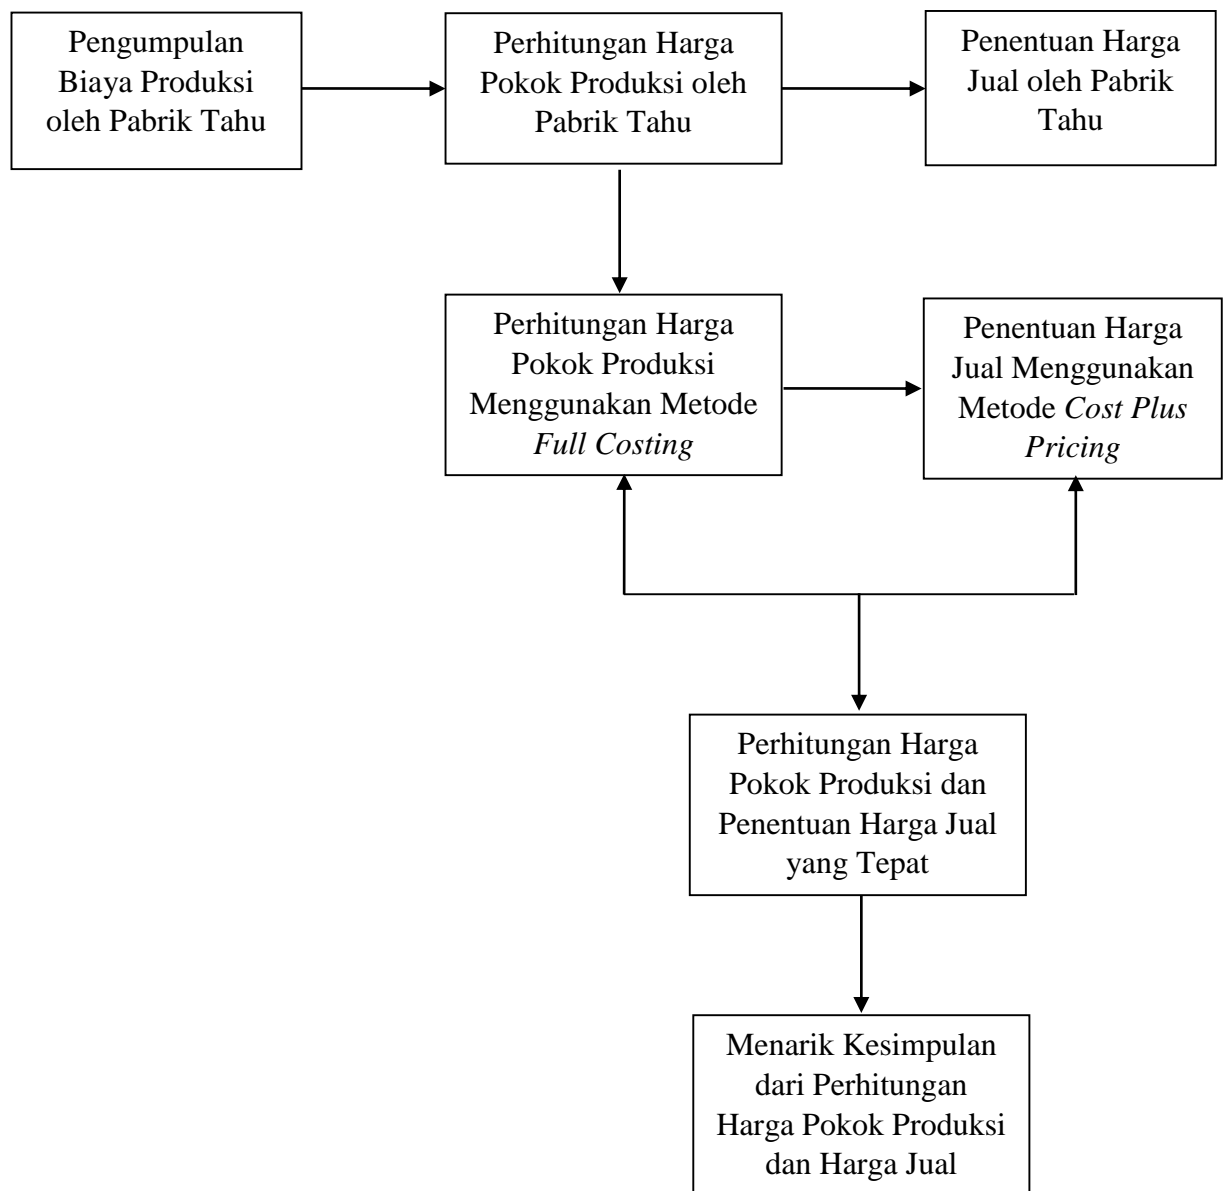 Pengumpulan
Biaya Produksi
oleh Pabrik Tahu
Perhitungan Harga
Pokok Produksi oleh
Pabrik Tahu
Penentuan Harga
Jual oleh Pabrik
Tahu
Perhitungan Harga
Pokok Produksi
Menggunakan Metode
Full Costing
Penentuan Harga
Jual Menggunakan
Metode Cost Plus
Pricing
Perhitungan Harga
Pokok Produksi dan
Penentuan Harga Jual
yang Tepat
Menarik Kesimpulan
dari Perhitungan
Harga Pokok Produksi
dan Harga Jual